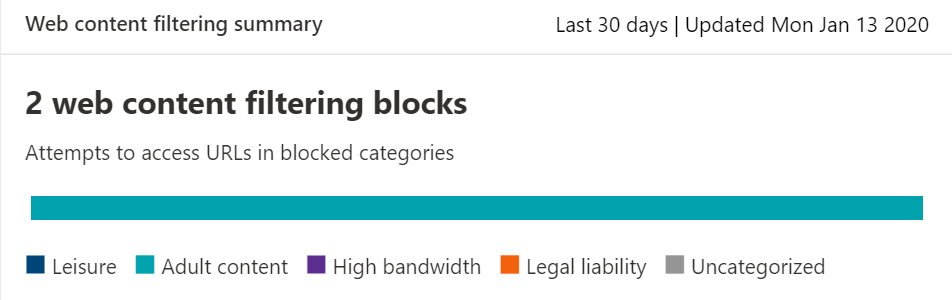 Web content filtering summary Last 30 days | Updated Mon Jan 13 2020
2 web content filtering blocks
Attempts to access URLs in blocked categories
Leisure Adult content High bandwidth Legal liability Uncategorized